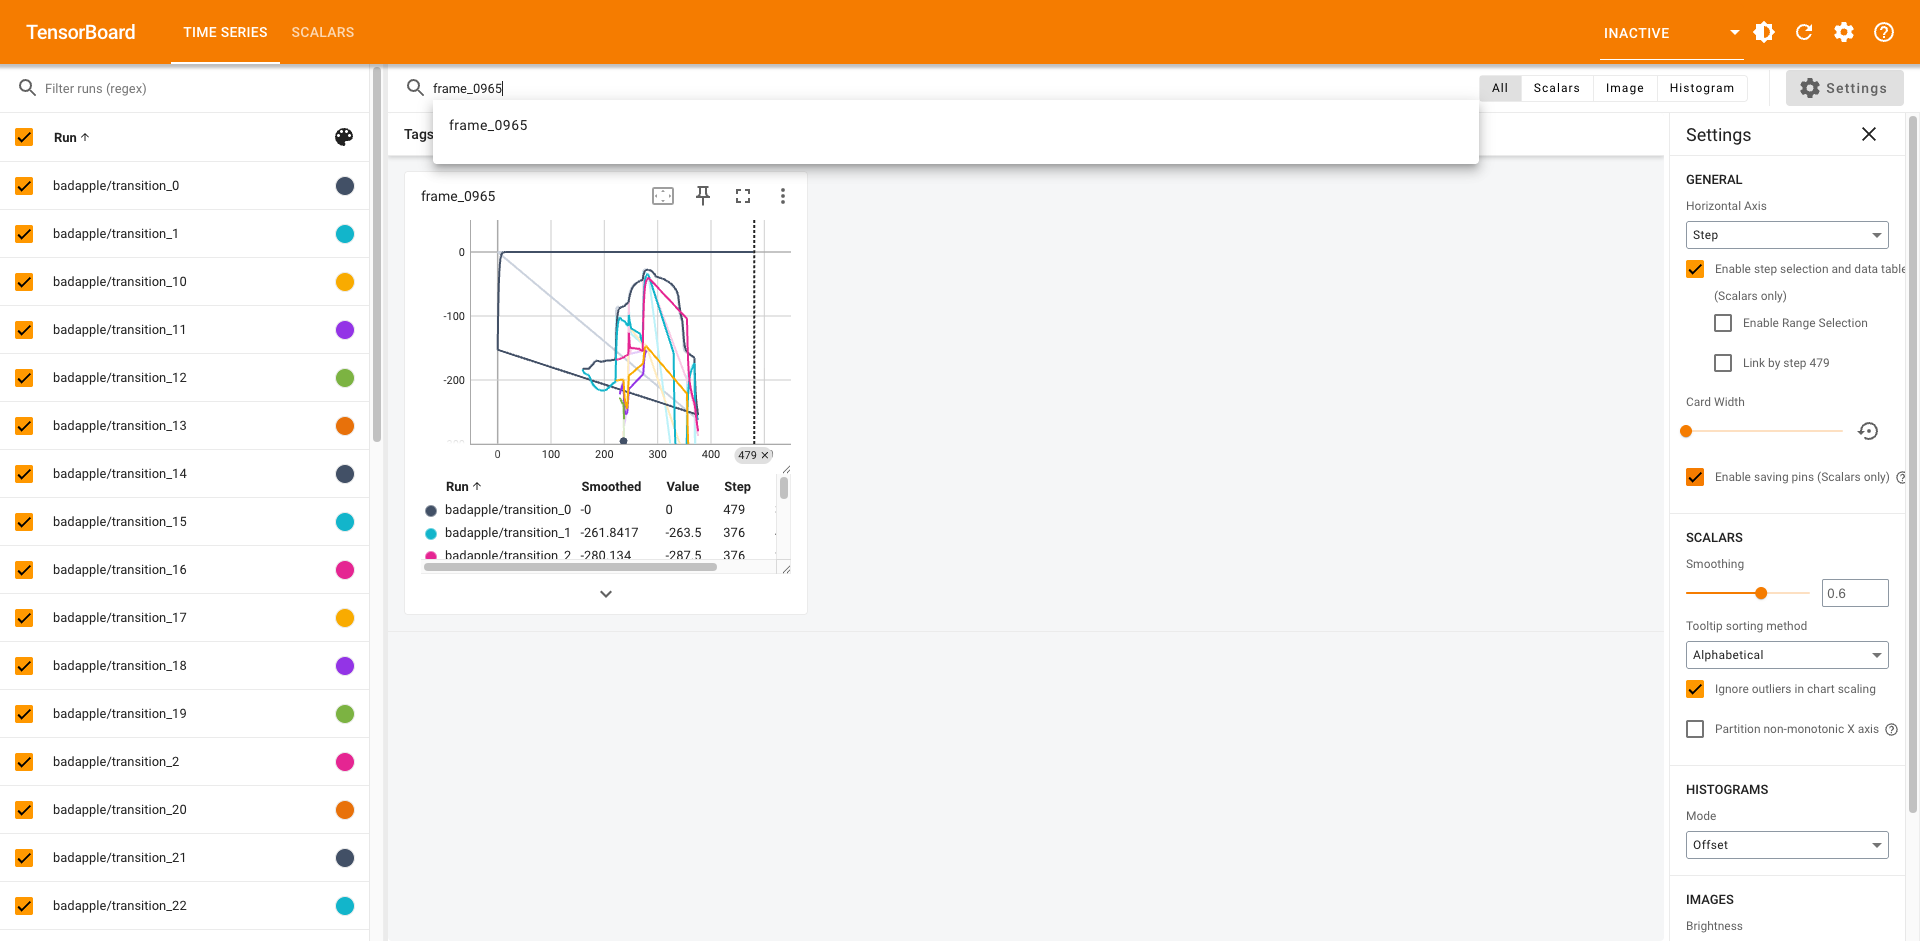 TensorBoard
TIME SERIES
SCALARS
INACTIVE
Filter runs (regex)
Run
badapple/transition_0
badapple/transition_1
badapple/transition_10
badapple/transition_11
badapple/transition_12
badapple/transition_13
badapple/transition_14
badapple/transition_15
badapple/transition_16
badapple/transition_17
badapple/transition_18
badapple/transition_19
badapple/transition_2
badapple/transition_20
badapple/transition_21
badapple/transition_22
frame_0965
All
Scalars
Image
Histogram
Settings
frame_0965
Tags
frame_0965
0
-100
-200
0
100
200
300
400
479
Run Smoothed Value Step
badapple/transition_0 -0 0 479
badapple/transition_1 -261.8417 -263.5 376
badapple/transition_2 -280.134 -287.5 376
Settings
GENERAL
Horizontal Axis
Step
Enable step selection and data table
(Scalars only)
Enable Range Selection
Link by step 479
Card Width
Enable saving pins (Scalars only)
SCALARS
Smoothing
0.6
Tooltip sorting method
Alphabetical
Ignore outliers in chart scaling
Partition non-monotonic X axis
HISTOGRAMS
Mode
Offset
IMAGES
Brightness